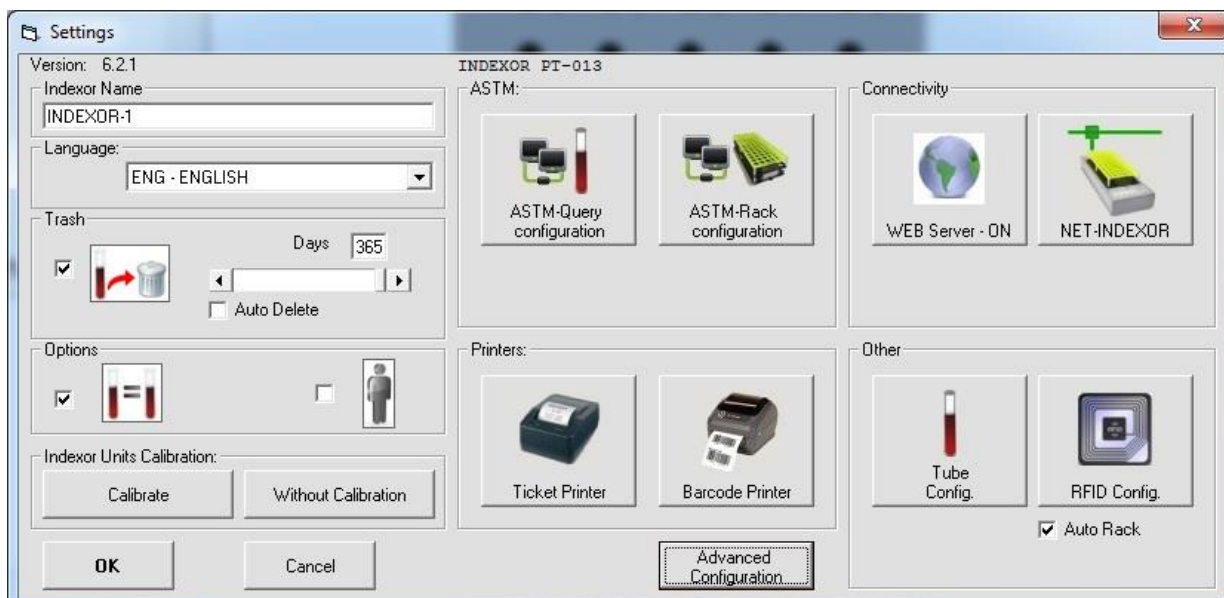 Settings
Version: 6.2.1
INDEXOR PT-013
Indexor Name
INDEXOR-1
Language:
ENG - ENGLISH
Trash
Days 365
Auto Delete
Options
Indexor Units Calibration:
Calibrate
Without Calibration
OK
Cancel
ASTM:
ASTM-Query
configuration
ASTM-Rack
configuration
Printers:
Ticket Printer
Barcode Printer
Advanced
Configuration
Connectivity
WEB Server - ON
NET-INDEXOR
Other
Tube
Config.
RFID Config.
Auto Rack